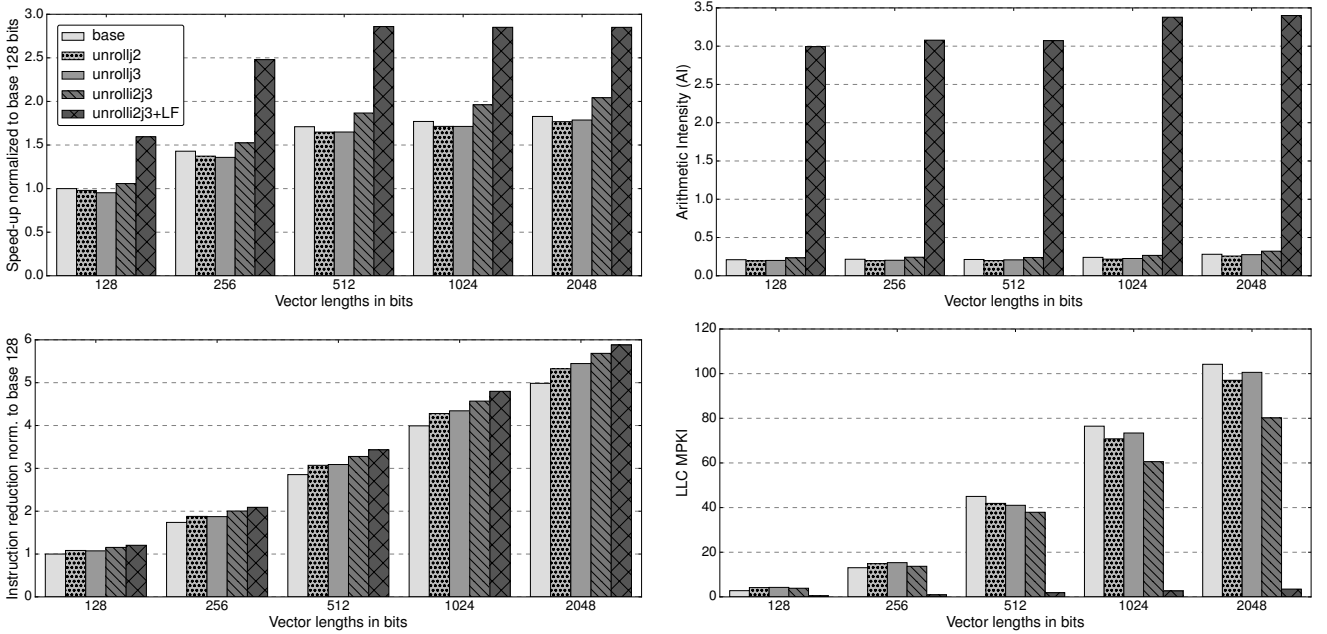 Speed-up normalized to base 128 bits
3.0
2.5
2.0
1.5
1.0
0.5
0.0
base
unrollj2
unrollj3
unrolli2j3
unrolli2j3+LF
128 256 512 1024 2048
Vector lengths in bits
Arithmetic Intensity (AI)
3.5
3.0
2.5
2.0
1.5
1.0
0.5
0.0
128 256 512 1024 2048
Vector lengths in bits
Instruction reduction norm. to base 128
6
5
4
3
2
1
0
128 256 512 1024 2048
Vector lengths in bits
LLC MPKI
120
100
80
60
40
20
0
128 256 512 1024 2048
Vector lengths in bits